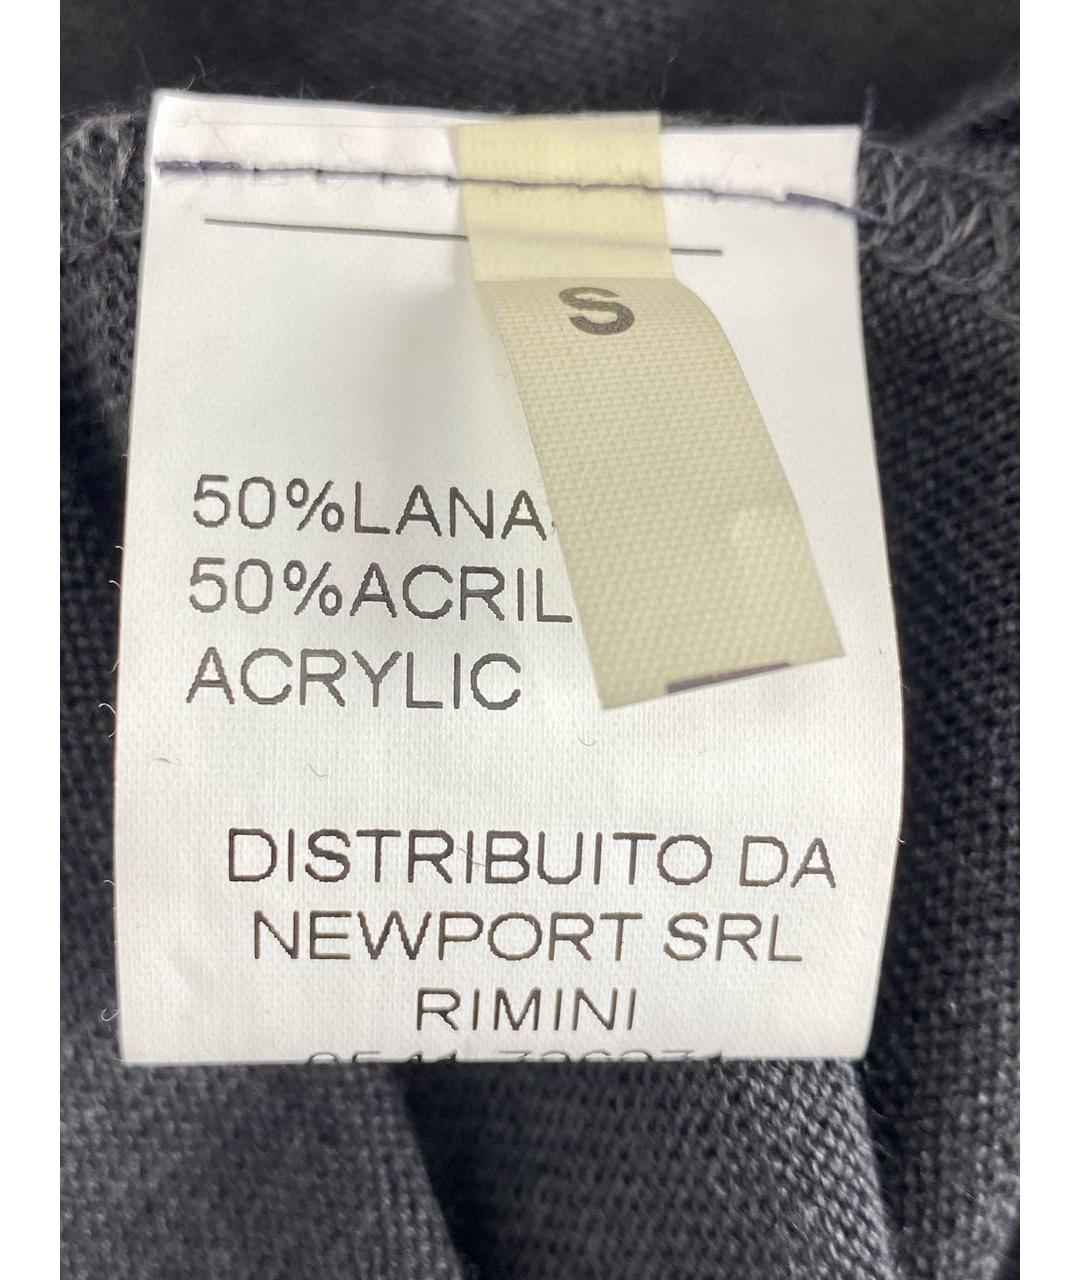 S
50%LANA
50%ACRIL
ACRYLIC
DISTRIBUITO DA
NEWPORT SRL
RIMINI